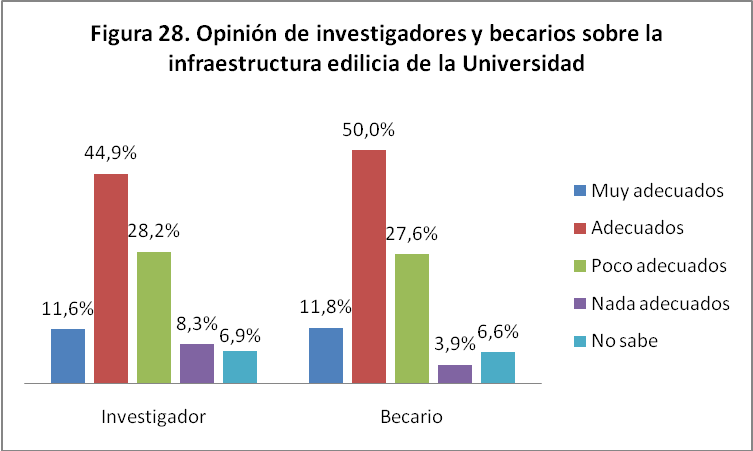 Figura 28. Opinión de investigadores y becarios sobre la
infraestructura edilicia de la Universidad
50,0%
44,9%
28,2%
27,6%
11,6%
11,8%
8,3%
6,9%
3,9%
6,6%
Investigador
Becario
Muy adecuados
Adecuados
Poco adecuados
Nada adecuados
No sabe